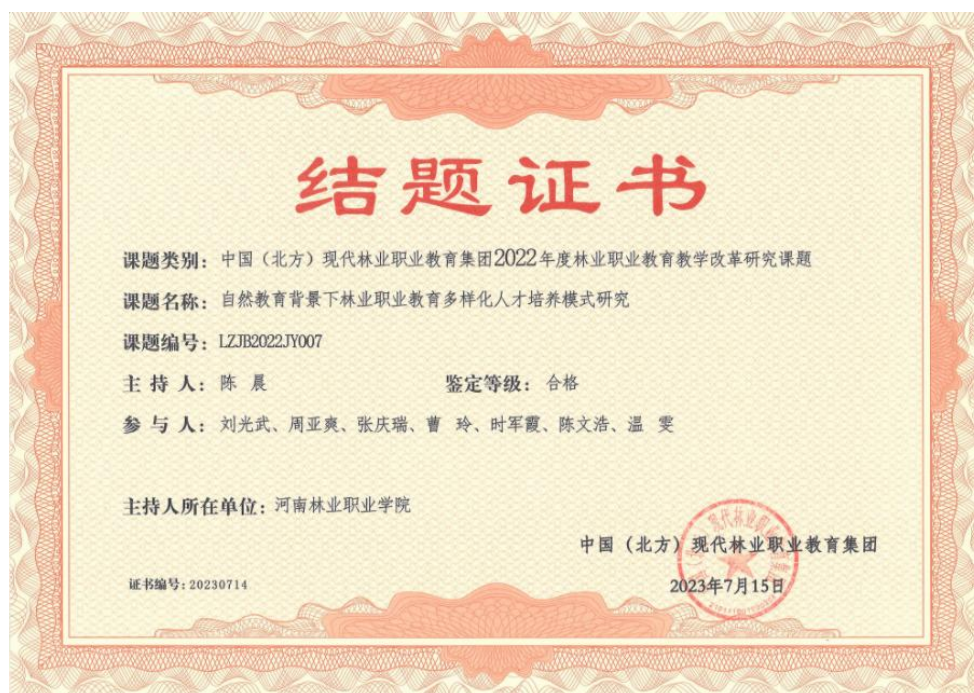 结题证书
课题类别：中国（北方）现代林业职业教育集团2022年度林业职业教育教学改革研究课题
课题名称：自然教育背景下林业职业教育多样化人才培养模式研究
课题编号：LZJB2022JY007
主 持 人：陈 晨 鉴定等级：合格
参 与 人：刘光武、周亚爽、张庆瑞、曹 玲、时军霞、陈文浩、温 雯
主持人所在单位：河南林业职业学院
中国（北方）现代林业职业教育集团
证书编号：20230714 2023年7月15日